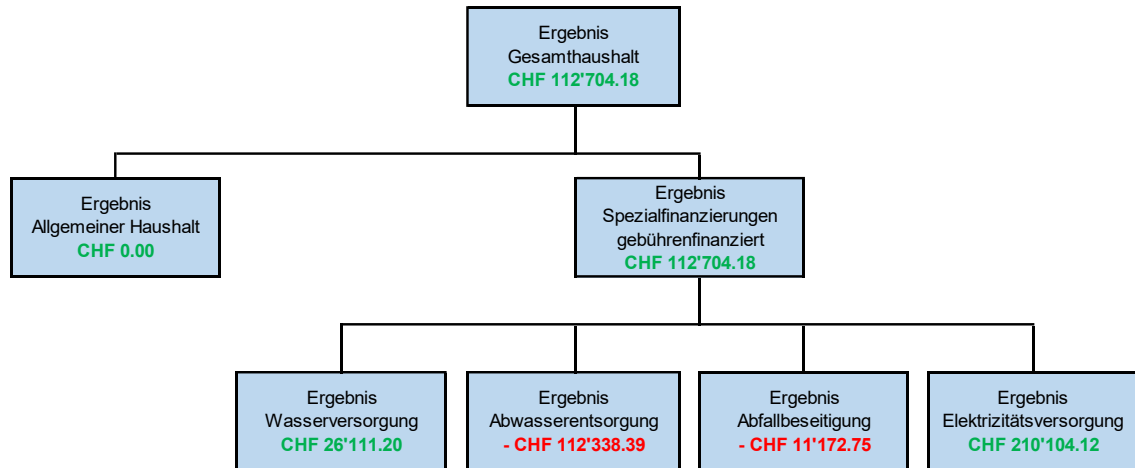 Ergebnis
Gesamthaushalt
CHF 112'704.18
Ergebnis
Allgemeiner Haushalt
CHF 0.00
Ergebnis
Spezialfinanzierungen
gebührenfinanziert
CHF 112'704.18
Ergebnis
Wasserversorgung
CHF 26'111.20
Ergebnis
Abwasserentsorgung
- CHF 112'338.39
Ergebnis
Abfallbeseitigung
- CHF 11'172.75
Ergebnis
Elektrizitätsversorgung
CHF 210'104.12